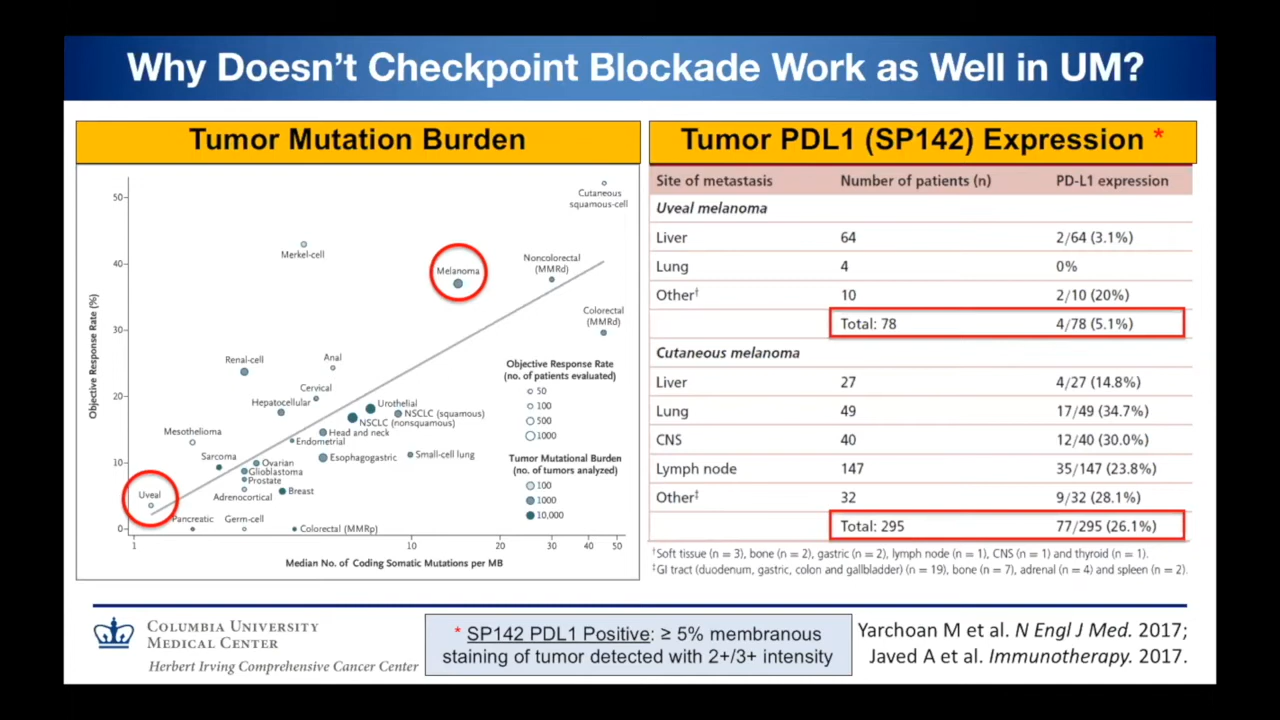 Why Doesn't Checkpoint Blockade Work as Well in UM?
Tumor Mutation Burden
Objective Response Rate (%)
50
40
30
20
10
0
1
10
20
30
40
50
Median No. of Coding Somatic Mutations per MB
Cutaneous
squamous-cell
Merkel-cell
Melanoma
Noncolorectal
(MMRd)
Colorectal
(MMRd)
Renal-cell
Anal
Cervical
Hepatocellular
Urothelial
NSCLC (squamous)
NSCLC (nonsquamous)
Mesothelioma
Head and neck
Endometrial
Sarcoma
Ovarian
Esophagogastric
Small-cell lung
Glioblastoma
Prostate
Adrenocortical
Breast
Uveal
Pancreatic
Germ-cell
Colorectal (MMRp)
Objective Response Rate
(no. of patients evaluated)
50
100
500
1000
Tumor Mutational Burden
(no. of tumors analyzed)
100
1000
10,000
Tumor PDL1 (SP142) Expression *
Site of metastasis Number of patients (n) PD-L1 expression
Uveal melanoma
Liver 64 2/64 (3.1%)
Lung 4 0%
Other† 10 2/10 (20%)
Total: 78 4/78 (5.1%)
Cutaneous melanoma
Liver 27 4/27 (14.8%)
Lung 49 17/49 (34.7%)
CNS 40 12/40 (30.0%)
Lymph node 147 35/147 (23.8%)
Other‡ 32 9/32 (28.1%)
Total: 295 77/295 (26.1%)
†Soft tissue (n = 3), bone (n = 2), gastric (n = 2), lymph node (n = 1), CNS (n = 1) and thyroid (n = 1).
‡GI tract (duodenum, gastric, colon and gallbladder) (n = 19), bone (n = 7), adrenal (n = 4) and spleen (n = 2).
Columbia University
Medical Center
Herbert Irving Comprehensive Cancer Center
* SP142 PDL1 Positive: ≥ 5% membranous
staining of tumor detected with 2+/3+ intensity
Yarchoan M et al. N Engl J Med. 2017;
Javed A et al. Immunotherapy. 2017.